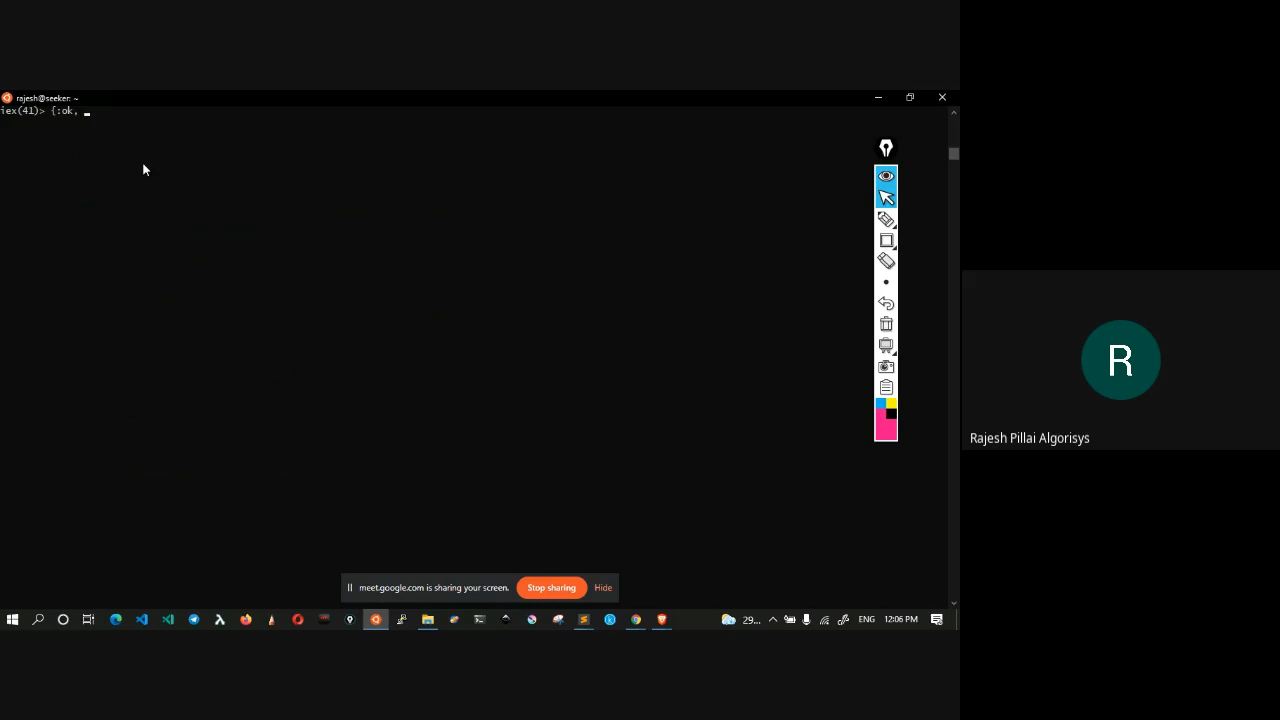 rajesh@seeker: ~
iex(41)> {:ok,
R
Rajesh Pillai Algorisys
meet.google.com is sharing your screen.
Stop sharing
Hide
29...
ENG
12:06 PM